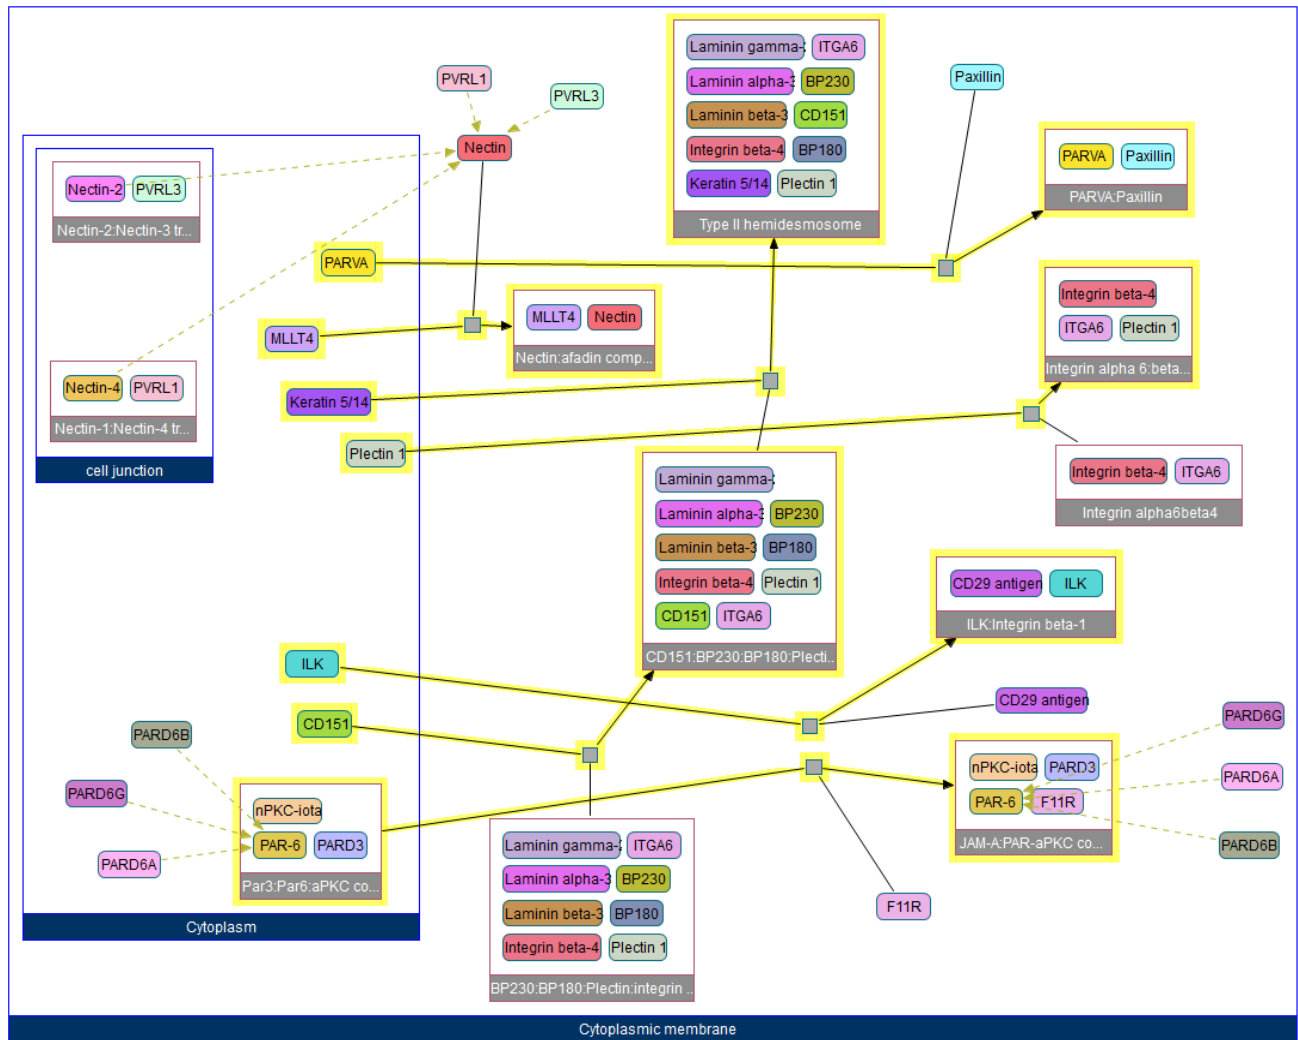 Laminin gamma-2
ITGA6
Laminin alpha-3
BP230
Laminin beta-3
CD151
Integrin beta-4
BP180
Keratin 5/14
Plectin 1
Type II hemidesmosome
PVRL1
PVRL3
Nectin
Paxillin
PARVA
Paxillin
PARVA:Paxillin
Nectin-2
PVRL3
Nectin-2:Nectin-3 tr...
Nectin-4
PVRL1
Nectin-1:Nectin-4 tr...
cell junction
PARVA
MLLT4
MLLT4
Nectin
Nectin:afadin comp...
Keratin 5/14
Plectin 1
Integrin beta-4
ITGA6
Plectin 1
Integrin alpha 6:beta...
Integrin beta-4
ITGA6
Integrin alpha6beta4
Laminin gamma-2
Laminin alpha-3
BP230
Laminin beta-3
BP180
Integrin beta-4
Plectin 1
CD151
ITGA6
CD151:BP230:BP180:Plecti...
CD29 antigen
ILK
ILK:Integrin beta-1
ILK
CD151
CD29 antigen
PARD6B
PARD6G
PARD6A
nPKC-iota
PAR-6
PARD3
Par3:Par6:aPKC co...
Cytoplasm
nPKC-iota
PARD3
PAR-6
F11R
JAM-A:PAR-aPKC co...
PARD6G
PARD6A
PARD6B
F11R
Laminin gamma-2
ITGA6
Laminin alpha-3
BP230
Laminin beta-3
BP180
Integrin beta-4
Plectin 1
BP230:BP180:Plectin:integrin ...
Cytoplasmic membrane